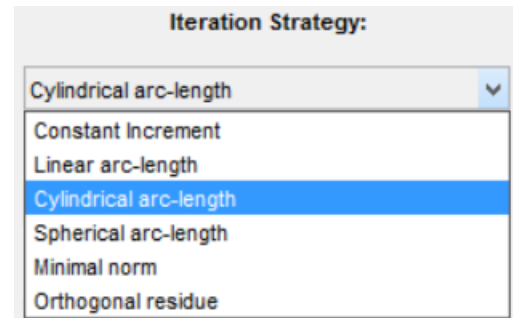 Iteration Strategy:
Cylindrical arc-length
Constant Increment
Linear arc-length
Cylindrical arc-length
Spherical arc-length
Minimal norm
Orthogonal residue